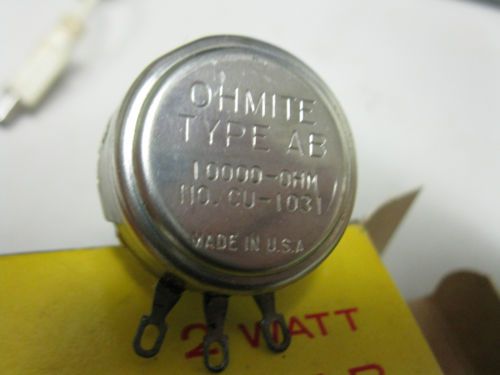 OHMITE
TYPE AB
10000-OHM
NO. CU-1031
MADE IN U.S.A
2 WATT